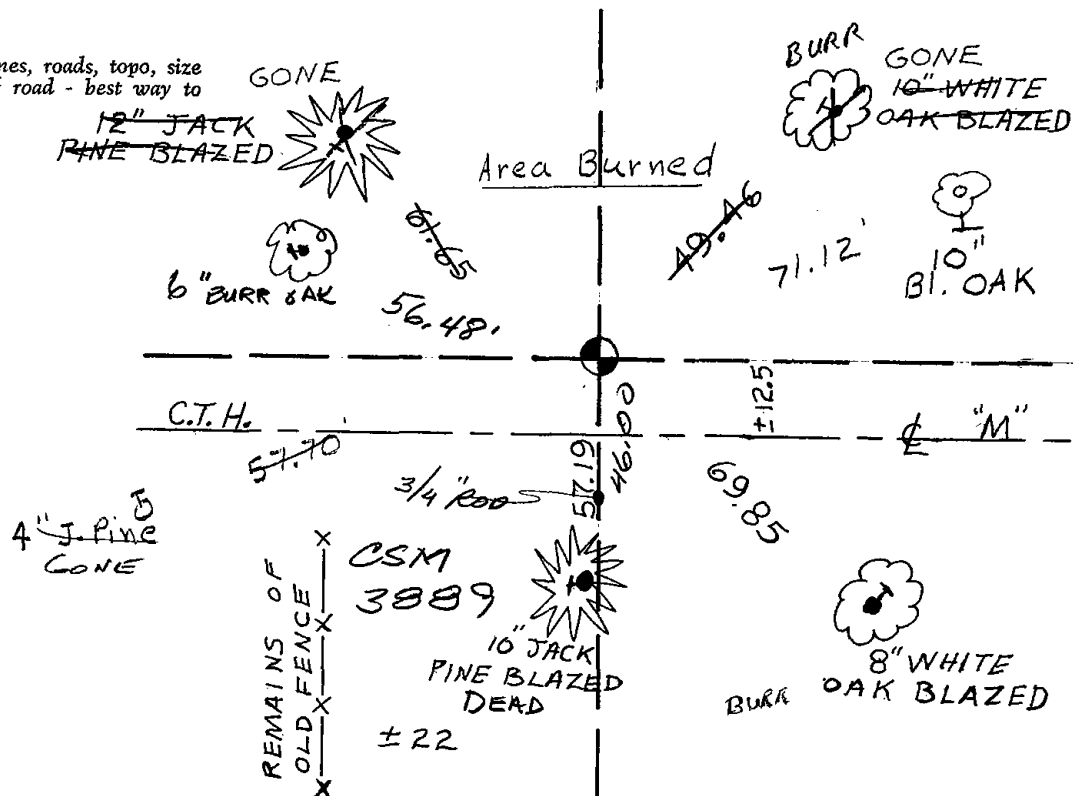 nes, roads, topo, size
road - best way to
GONE
12" JACK
PINE BLAZED
BURR
GONE
10" WHITE
OAK BLAZED
Area Burned
61.65
49.46
71.12'
10"
Bl. OAK
6" BURR OAK
56.48'
±12.5
C.T.H.
℄ "M"
57.70'
57.19
46.00
3/4" ROD
69.85
4" J. Pine
GONE
REMAINS OF
OLD FENCE
CSM
3889
10" JACK
PINE BLAZED
DEAD
±22
8" WHITE
BURR OAK BLAZED